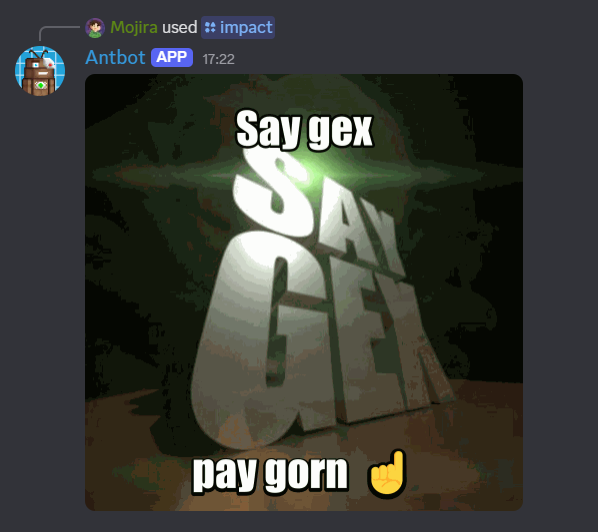 Mojira used impact
Antbot APP 17:22
Say gex
SAY
GEX
pay gorn ☝